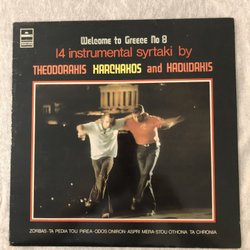 Welcome to Greece No 8
14 instrumental syrtaki by
THEODORAKIS XARCHAKOS and HADJIDAKIS
ZORBAS·TA PEDIA TOU PIREA·ODOS ONIRON·ASPRI MERA·STOU OTHONA TA CHRONIA